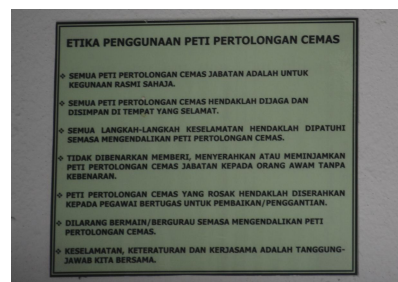 ETIKA PENGGUNAAN PETI PERTOLONGAN CEMAS
❖ SEMUA PETI PERTOLONGAN CEMAS JABATAN ADALAH UNTUK
KEGUNAAN RASMI SAHAJA.
❖ SEMUA PETI PERTOLONGAN CEMAS HENDAKLAH DIJAGA DAN
DISIMPAN DI TEMPAT YANG SELAMAT.
❖ SEMUA LANGKAH-LANGKAH KESELAMATAN HENDAKLAH DIPATUHI
SEMASA MENGENDALIKAN PETI PERTOLONGAN CEMAS.
❖ TIDAK DIBENARKAN MEMBERI, MENYERAHKAN ATAU MEMINJAMKAN
PETI PERTOLONGAN CEMAS JABATAN KEPADA ORANG AWAM TANPA
KEBENARAN.
❖ PETI PERTOLONGAN CEMAS YANG ROSAK HENDAKLAH DISERAHKAN
KEPADA PEGAWAI BERTUGAS UNTUK PEMBAIKAN/PENGGANTIAN.
❖ DILARANG BERMAIN/BERGURAU SEMASA MENGENDALIKAN PETI
PERTOLONGAN CEMAS.
❖ KESELAMATAN, KETERATURAN DAN KERJASAMA ADALAH TANGGUNG-
JAWAB KITA BERSAMA.